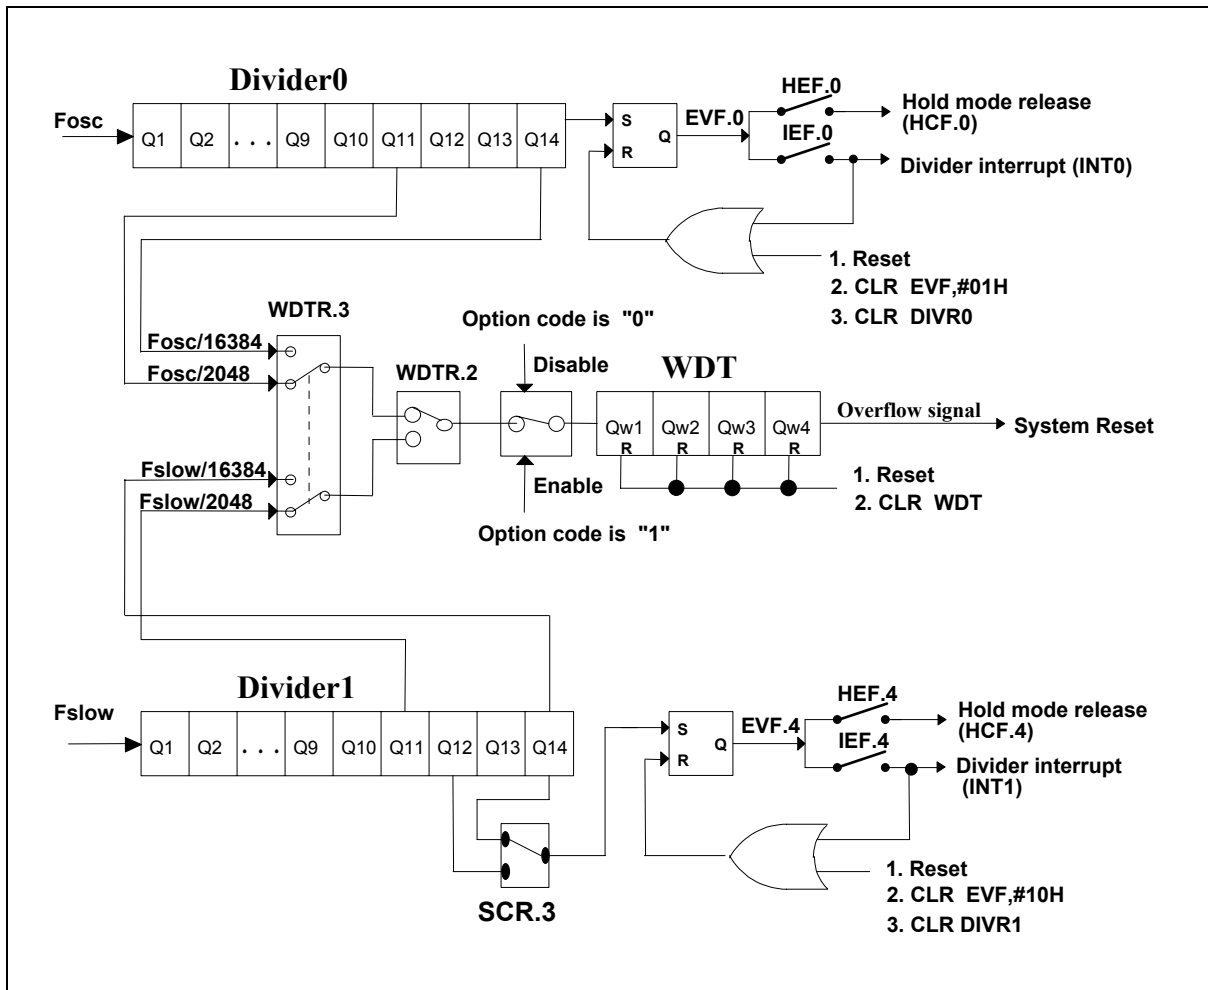 Divider0
Fosc
Q1 Q2 . . . Q9 Q10 Q11 Q12 Q13 Q14
S
R
Q
EVF.0
HEF.0
IEF.0
Hold mode release
(HCF.0)
Divider interrupt (INT0)
1. Reset
2. CLR EVF,#01H
3. CLR DIVR0
WDTR.3
Fosc/16384
Fosc/2048
Fslow/16384
Fslow/2048
WDTR.2
Option code is "0"
Disable
Enable
Option code is "1"
WDT
Qw1 Qw2 Qw3 Qw4
R R R R
Overflow signal
System Reset
1. Reset
2. CLR WDT
Divider1
Fslow
Q1 Q2 . . . Q9 Q10 Q11 Q12 Q13 Q14
SCR.3
S
R
Q
EVF.4
HEF.4
IEF.4
Hold mode release
(HCF.4)
Divider interrupt
(INT1)
1. Reset
2. CLR EVF,#10H
3. CLR DIVR1